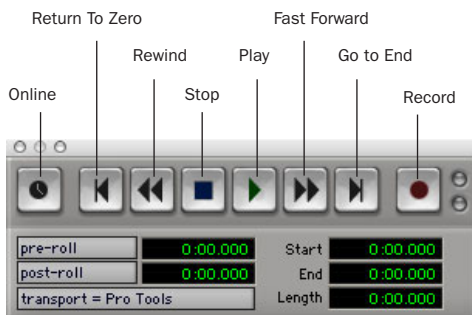 Return To Zero
Fast Forward
Rewind
Play
Go to End
Online
Stop
Record
pre-roll 0:00.000 Start 0:00.000
post-roll 0:00.000 End 0:00.000
transport = Pro Tools Length 0:00.000